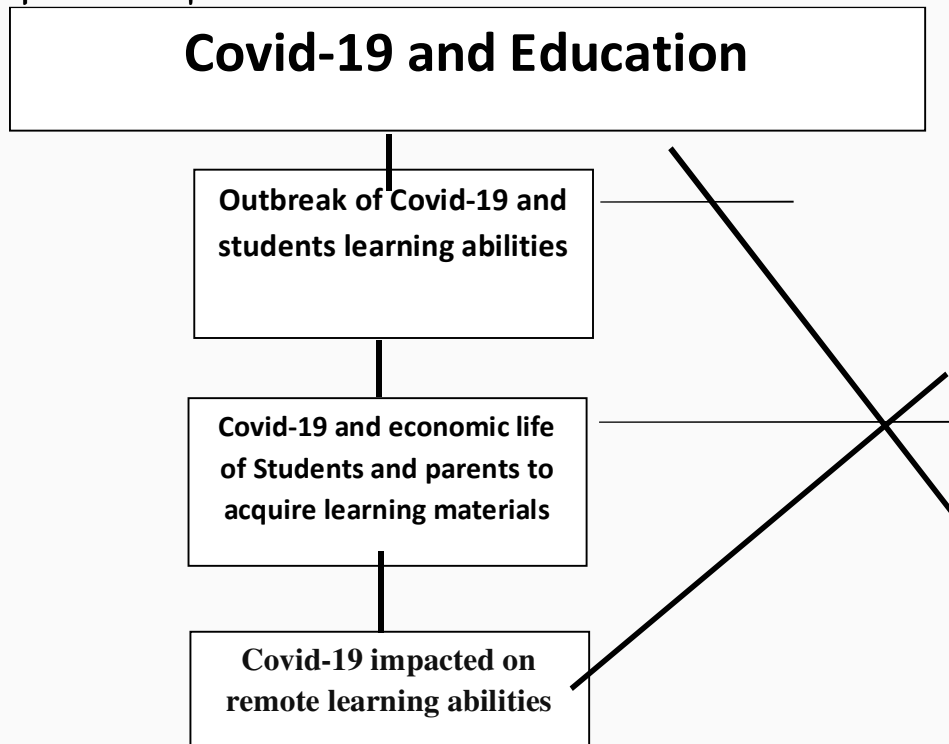 Covid-19 and Education
Outbreak of Covid-19 and
students learning abilities
Covid-19 and economic life
of Students and parents to
acquire learning materials
Covid-19 impacted on
remote learning abilities